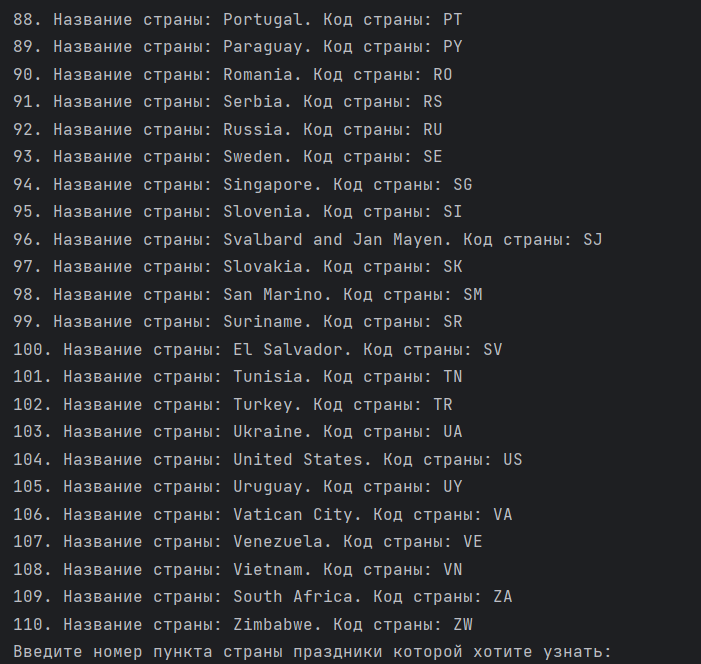 88. Название страны: Portugal. Код страны: PT
89. Название страны: Paraguay. Код страны: PY
90. Название страны: Romania. Код страны: RO
91. Название страны: Serbia. Код страны: RS
92. Название страны: Russia. Код страны: RU
93. Название страны: Sweden. Код страны: SE
94. Название страны: Singapore. Код страны: SG
95. Название страны: Slovenia. Код страны: SI
96. Название страны: Svalbard and Jan Mayen. Код страны: SJ
97. Название страны: Slovakia. Код страны: SK
98. Название страны: San Marino. Код страны: SM
99. Название страны: Suriname. Код страны: SR
100. Название страны: El Salvador. Код страны: SV
101. Название страны: Tunisia. Код страны: TN
102. Название страны: Turkey. Код страны: TR
103. Название страны: Ukraine. Код страны: UA
104. Название страны: United States. Код страны: US
105. Название страны: Uruguay. Код страны: UY
106. Название страны: Vatican City. Код страны: VA
107. Название страны: Venezuela. Код страны: VE
108. Название страны: Vietnam. Код страны: VN
109. Название страны: South Africa. Код страны: ZA
110. Название страны: Zimbabwe. Код страны: ZW
Введите номер пункта страны праздники которой хотите узнать: